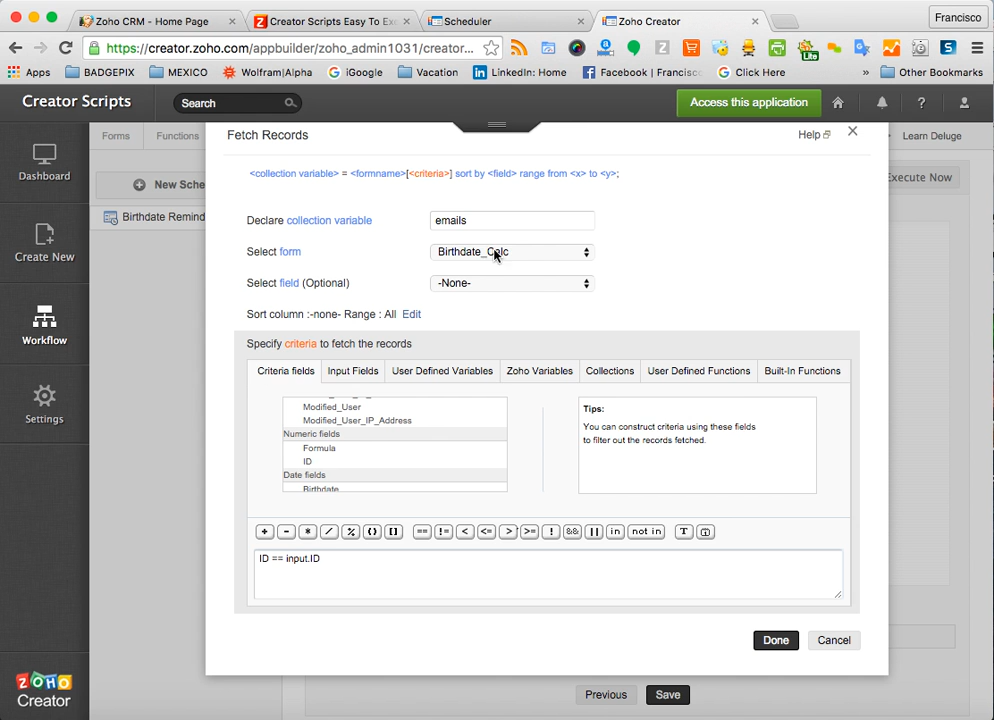 Zoho CRM - Home Page
Creator Scripts Easy To Ex
Scheduler
Zoho Creator
Francisco
https://creator.zoho.com/appbuilder/zoho_admin1031/creator...
Apps
BADGEPIX
MEXICO
Wolfram|Alpha
iGoogle
Vacation
LinkedIn: Home
Facebook | Francisc
Click Here
»
Other Bookmarks
Creator Scripts
Search
Access this application
?
Forms
Functions
Learn Deluge
Dashboard
Create New
Workflow
Settings
ZOHO
Creator
New Sche
Birthdate Remind
Execute Now
Fetch Records
Help
<collection variable> = <formname>[<criteria>] sort by <field> range from <x> to <y>;
Declare collection variable
emails
Select form
Birthdate_Calc
Select field (Optional)
-None-
Sort column :-none- Range : All Edit
Specify criteria to fetch the records
Criteria fields
Input Fields
User Defined Variables
Zoho Variables
Collections
User Defined Functions
Built-In Functions
Modified_User
Modified_User_IP_Address
Numeric fields
Formula
ID
Date fields
Birthdate
Tips:
You can construct criteria using these fields
to filter out the records fetched.
+ - * / % () [] == != < <= > >= ! && || in not in T
ID == input.ID
Done
Cancel
Previous
Save